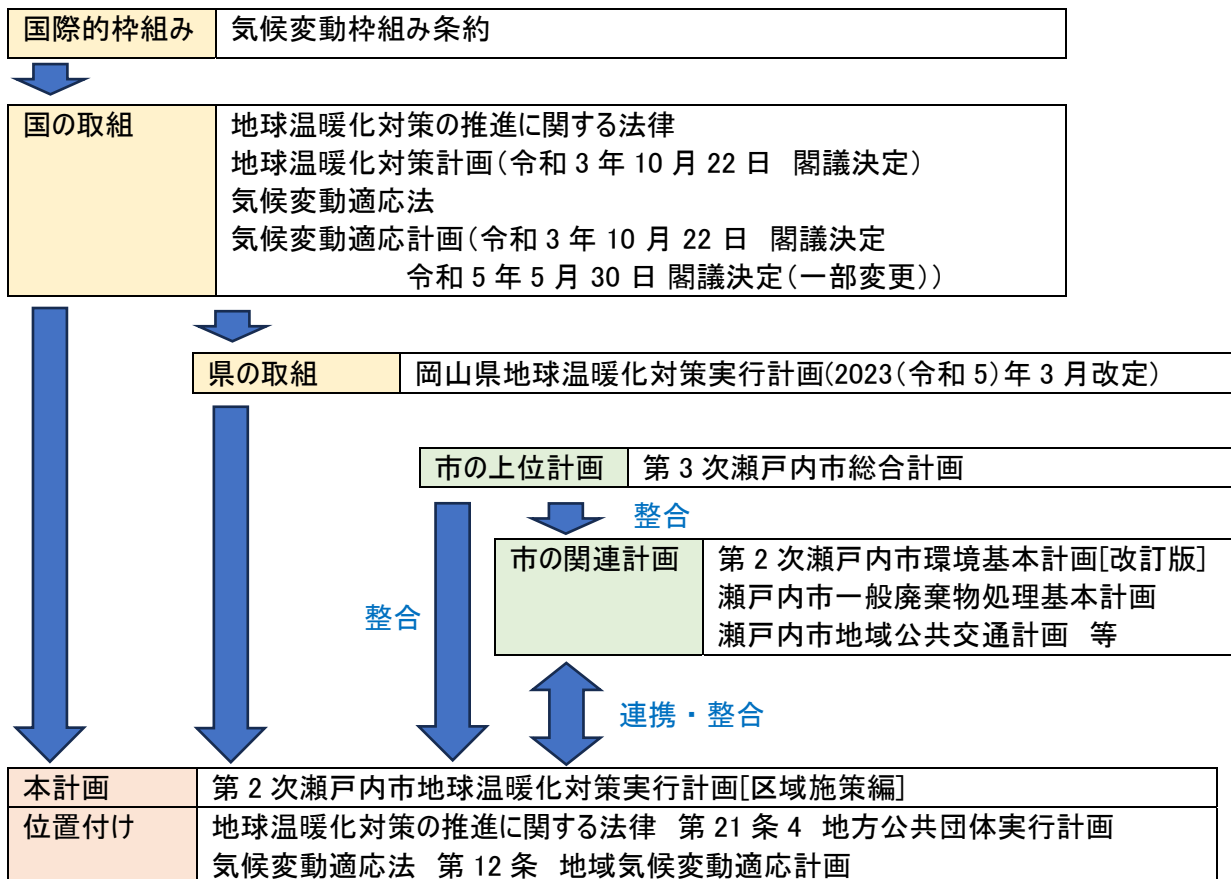 国際的枠組み 気候変動枠組み条約
国の取組 地球温暖化対策の推進に関する法律
地球温暖化対策計画(令和 3 年 10 月 22 日 閣議決定)
気候変動適応法
気候変動適応計画(令和 3 年 10 月 22 日 閣議決定
令和 5 年 5 月 30 日 閣議決定(一部変更))
県の取組 岡山県地球温暖化対策実行計画(2023(令和 5)年 3 月改定)
市の上位計画 第 3 次瀬戸内市総合計画
整合
市の関連計画 第 2 次瀬戸内市環境基本計画[改訂版]
瀬戸内市一般廃棄物処理基本計画
整合
瀬戸内市地域公共交通計画 等
連携・整合
本計画 第 2 次瀬戸内市地球温暖化対策実行計画[区域施策編]
位置付け 地球温暖化対策の推進に関する法律 第 21 条 4 地方公共団体実行計画
気候変動適応法 第 12 条 地域気候変動適応計画